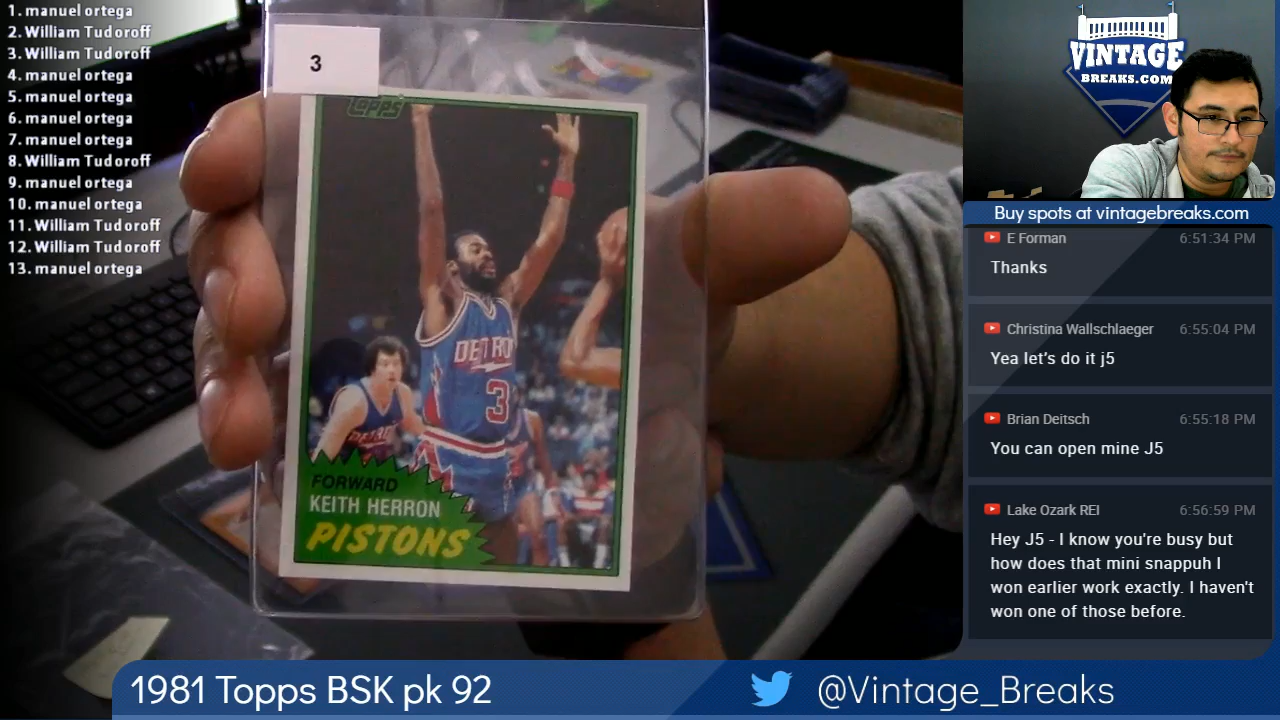 1. manuel ortega
2. William Tudoroff
3. William Tudoroff
4. manuel ortega
5. manuel ortega
6. manuel ortega
7. manuel ortega
8. William Tudoroff
9. manuel ortega
10. manuel ortega
11. William Tudoroff
12. William Tudoroff
13. manuel ortega
3
Topps
DETROI
3
DETROI
FORWARD
KEITH HERRON
PISTONS
VINTAGE
BREAKS.COM
Buy spots at vintagebreaks.com
E Forman 6:51:34 PM
Thanks
Christina Wallschlaeger 6:55:04 PM
Yea let's do it j5
Brian Deitsch 6:55:18 PM
You can open mine J5
Lake Ozark REI 6:56:59 PM
Hey J5 - I know you're busy but
how does that mini snappuh I
won earlier work exactly. I haven't
won one of those before.
1981 Topps BSK pk 92
@Vintage_Breaks